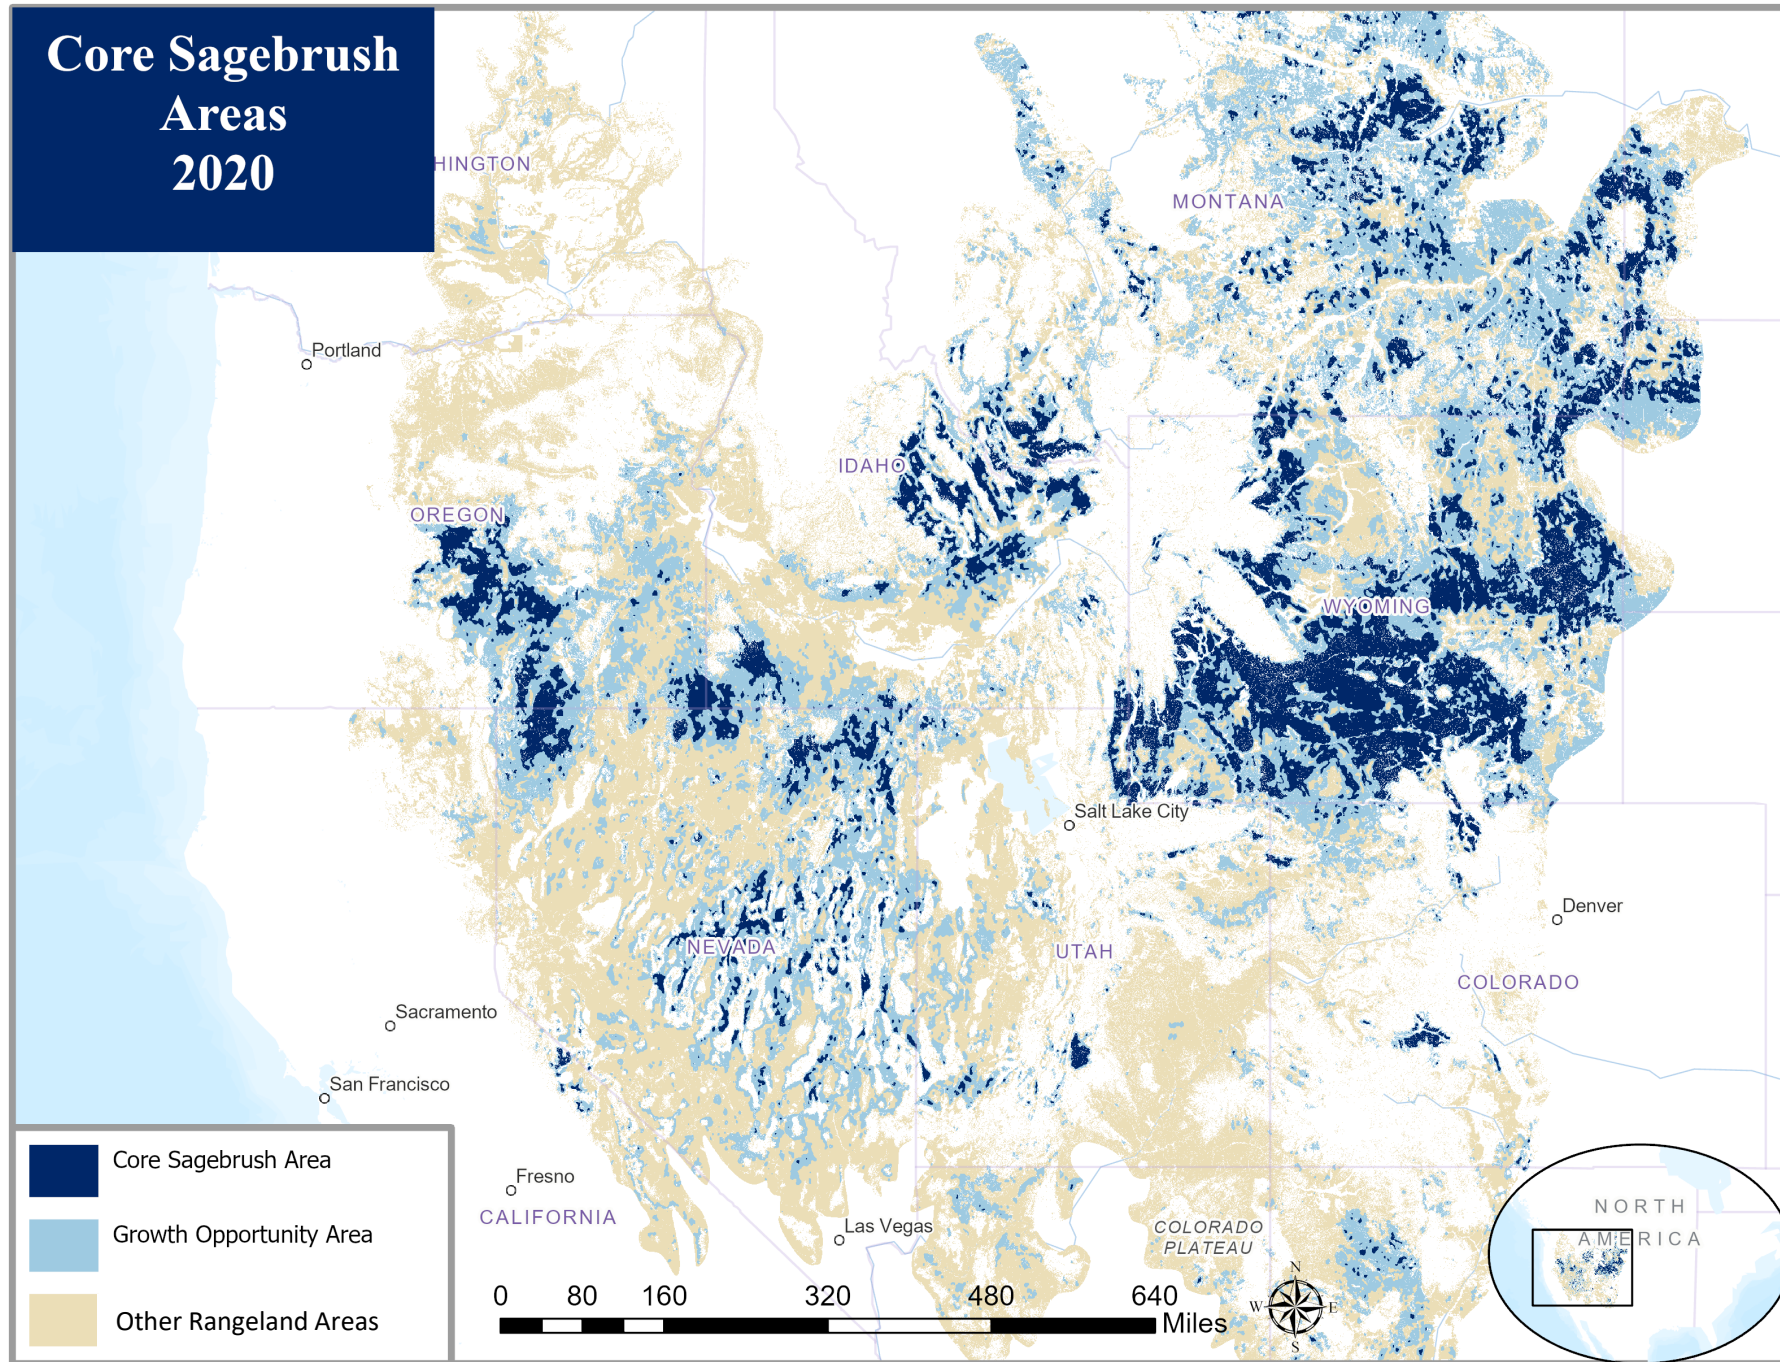 Core Sagebrush
Areas
2020
HINGTON
MONTANA
Portland
IDAHO
OREGON
WYOMING
Salt Lake City
Denver
NEVADA
UTAH
COLORADO
Sacramento
San Francisco
Core Sagebrush Area
Growth Opportunity Area
Other Rangeland Areas
Fresno
CALIFORNIA
Las Vegas
COLORADO
PLATEAU
NORTH
AMERICA
N
W E
S
0 80 160 320 480 640
Miles